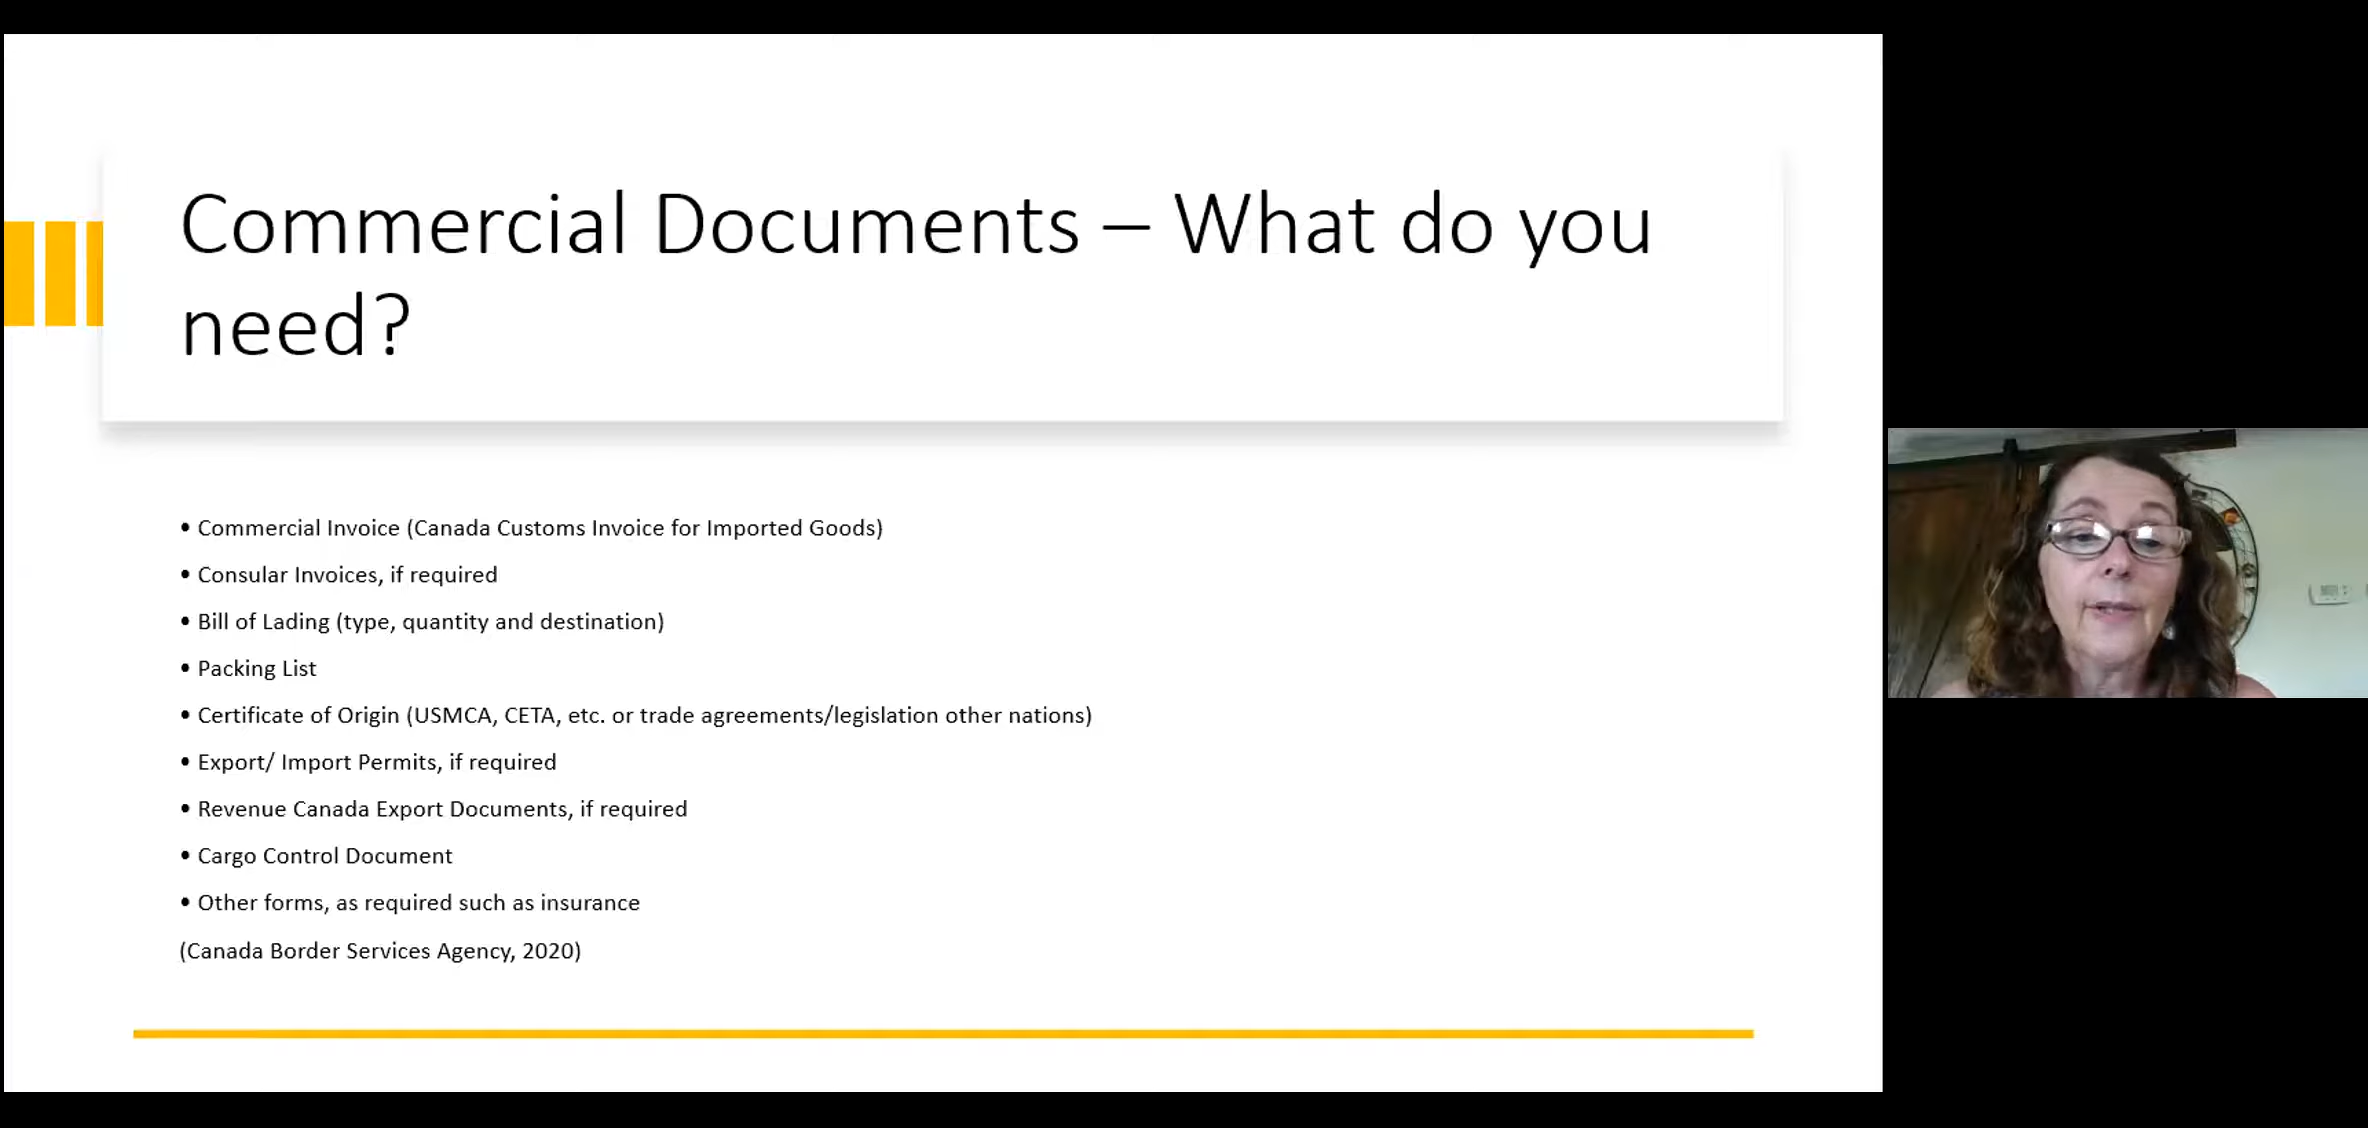 Commercial Documents – What do you
need?
• Commercial Invoice (Canada Customs Invoice for Imported Goods)
• Consular Invoices, if required
• Bill of Lading (type, quantity and destination)
• Packing List
• Certificate of Origin (USMCA, CETA, etc. or trade agreements/legislation other nations)
• Export/ Import Permits, if required
• Revenue Canada Export Documents, if required
• Cargo Control Document
• Other forms, as required such as insurance
(Canada Border Services Agency, 2020)